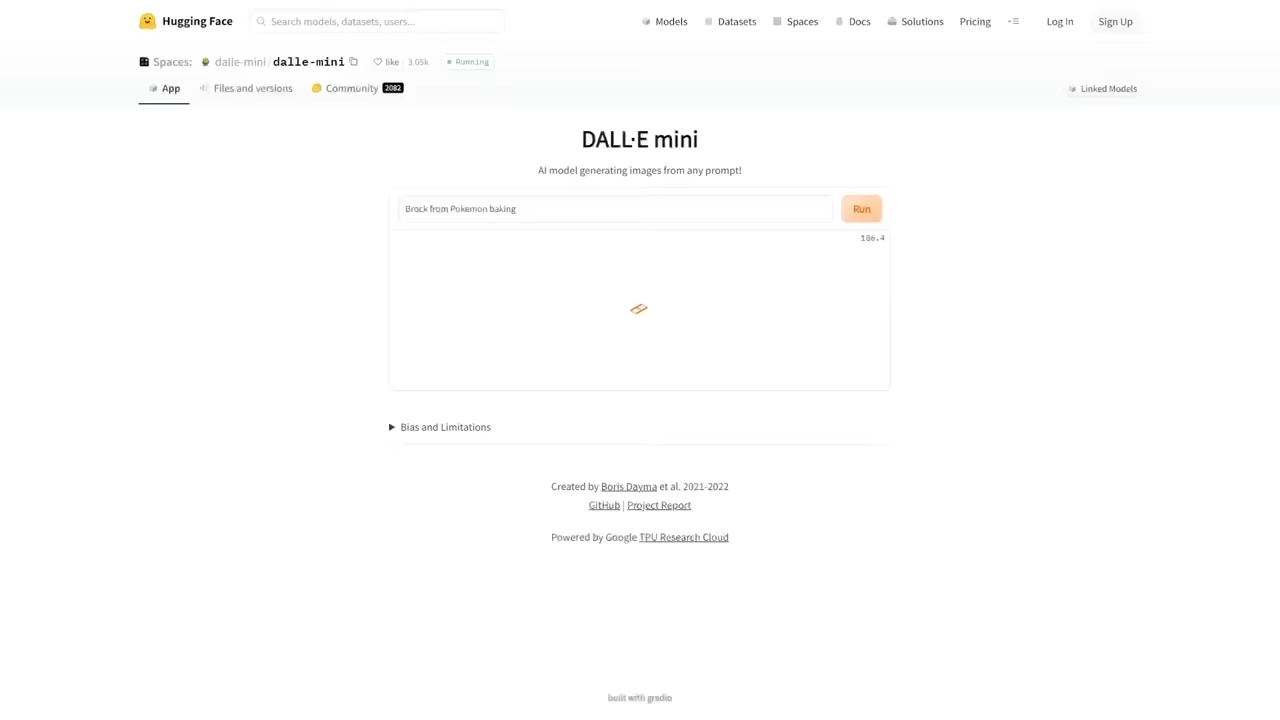 Hugging Face
Search models, datasets, users...
Models
Datasets
Spaces
Docs
Solutions
Pricing
Log In
Sign Up
Spaces:
dalle-mini/dalle-mini
like
3.05k
Running
App
Files and versions
Community
2082
Linked Models
DALL·E mini
AI model generating images from any prompt!
Brock from Pokemon baking
Run
186.4
Bias and Limitations
Created by Boris Dayma et al. 2021-2022
GitHub | Project Report
Powered by Google TPU Research Cloud
built with gradio